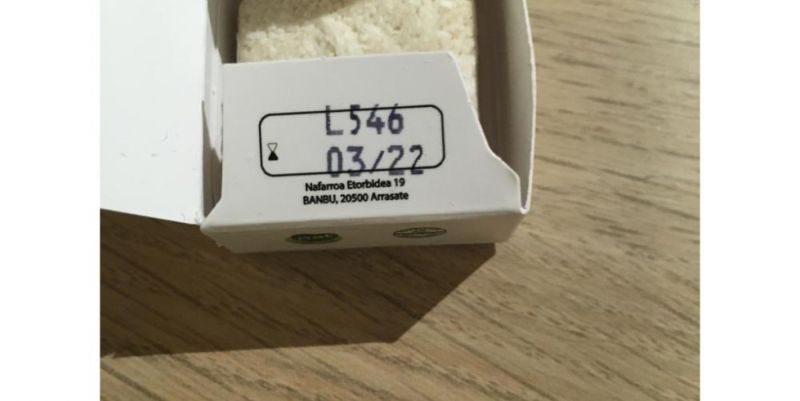 L546
03/22
Nafarroa Etorbidea 19
BANBU, 20500 Arrasate